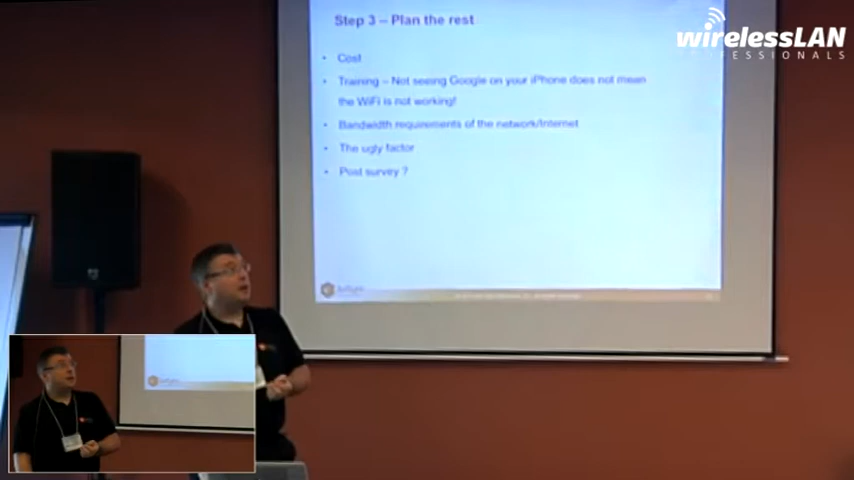 Step 3 – Plan the rest
wirelessLAN
PROFESSIONALS
• Cost
• Training – Not seeing Google on your iPhone does not mean
the WiFi is not working!
• Bandwidth requirements of the network/Internet
• The ugly factor
• Post survey ?